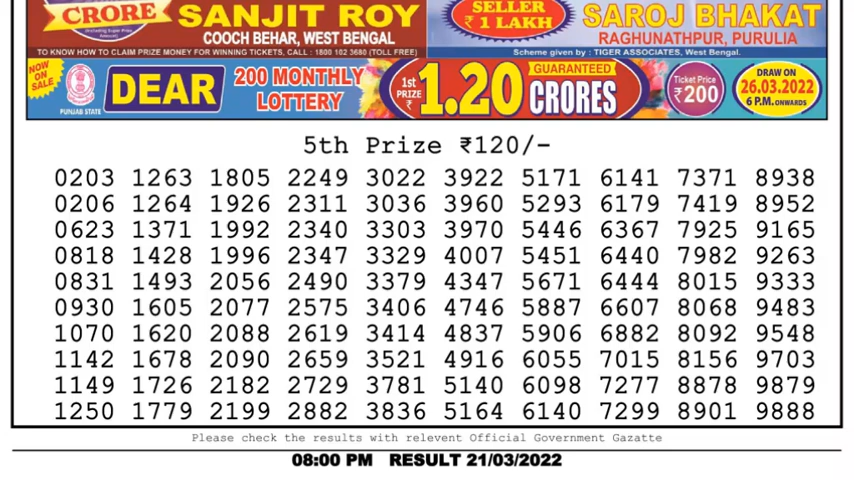 CRORE
SANJIT ROY
COOCH BEHAR, WEST BENGAL
TO KNOW HOW TO CLAIM PRIZE MONEY FOR WINNING TICKETS, CALL : 1800 102 3680 (TOLL FREE)
SELLER
₹ 1 LAKH
SAROJ BHAKAT
RAGHUNATHPUR, PURULIA
Scheme given by : TIGER ASSOCIATES, West Bengal.
NOW
ON
SALE
PUNJAB STATE
DEAR
200 MONTHLY
LOTTERY
1st
PRIZE
₹
1.20
GUARANTEED
CRORES
Ticket Price
₹200
DRAW ON
26.03.2022
6 P.M. ONWARDS
5th Prize ₹120/-
0203 1263 1805 2249 3022 3922 5171 6141 7371 8938
0206 1264 1926 2311 3036 3960 5293 6179 7419 8952
0623 1371 1992 2340 3303 3970 5446 6367 7925 9165
0818 1428 1996 2347 3329 4007 5451 6440 7982 9263
0831 1493 2056 2490 3379 4347 5671 6444 8015 9333
0930 1605 2077 2575 3406 4746 5887 6607 8068 9483
1070 1620 2088 2619 3414 4837 5906 6882 8092 9548
1142 1678 2090 2659 3521 4916 6055 7015 8156 9703
1149 1726 2182 2729 3781 5140 6098 7277 8878 9879
1250 1779 2199 2882 3836 5164 6140 7299 8901 9888
Please check the results with relevent Official Government Gazatte
08:00 PM RESULT 21/03/2022